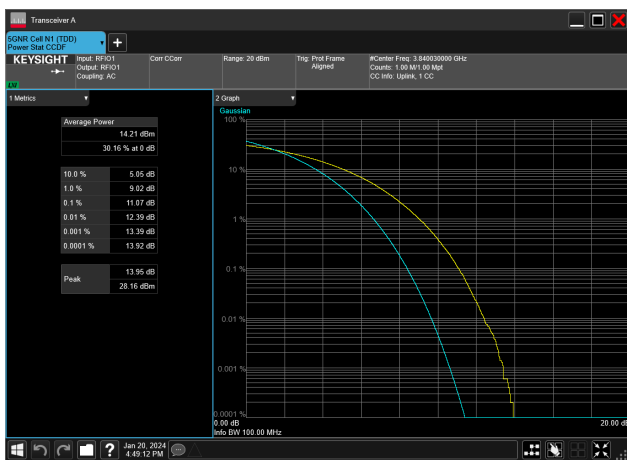 Transceiver A
5GNR Cell N1 (TDD)
Power Stat CCDF
KEYSIGHT
Input: RFIO1
Output: RFIO1
Coupling: AC
Corr CCorr
Range: 20 dBm
Trig: Prot Frame
Aligned
#Center Freq: 3.840030000 GHz
Counts: 1.00 M/1.00 Mpt
CC Info: Uplink, 1 CC
LXI
1 Metrics
Average Power
14.21 dBm
30.16 % at 0 dB
10.0 % 5.05 dB
1.0 % 9.02 dB
0.1 % 11.07 dB
0.01 % 12.39 dB
0.001 % 13.39 dB
0.0001 % 13.92 dB
Peak
13.95 dB
28.16 dBm
2 Graph
Gaussian
100 %
10 %
1 %
0.1 %
0.01 %
0.001 %
0.0001 %
0.00 dB
20.00 dB
Info BW 100.00 MHz
Jan 20, 2024
4:49:12 PM